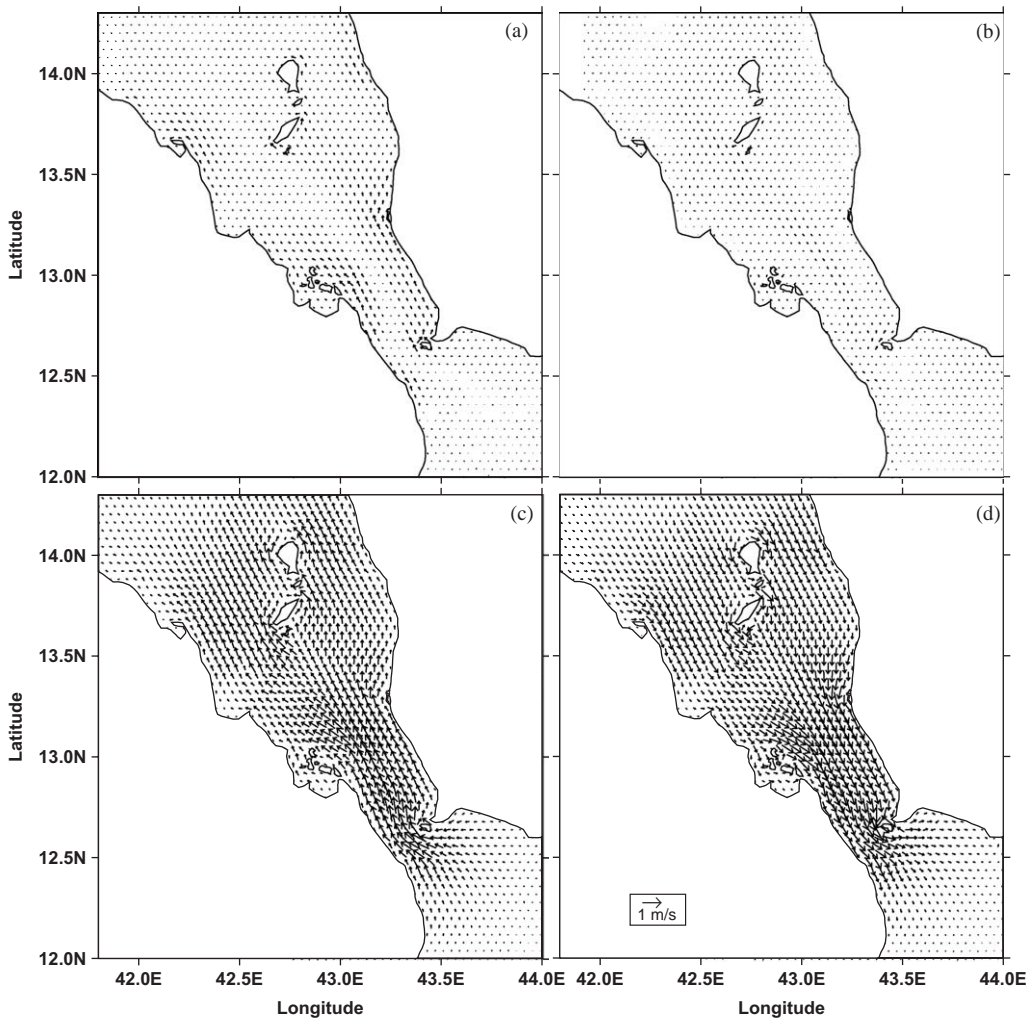 (a)
(b)
14.0N
13.5N
13.0N
12.5N
12.0N
Latitude
(c)
(d)
14.0N
13.5N
13.0N
12.5N
12.0N
Latitude
1 m/s
42.0E 42.5E 43.0E 43.5E 44.0E 42.0E 42.5E 43.0E 43.5E 44.0E
Longitude Longitude